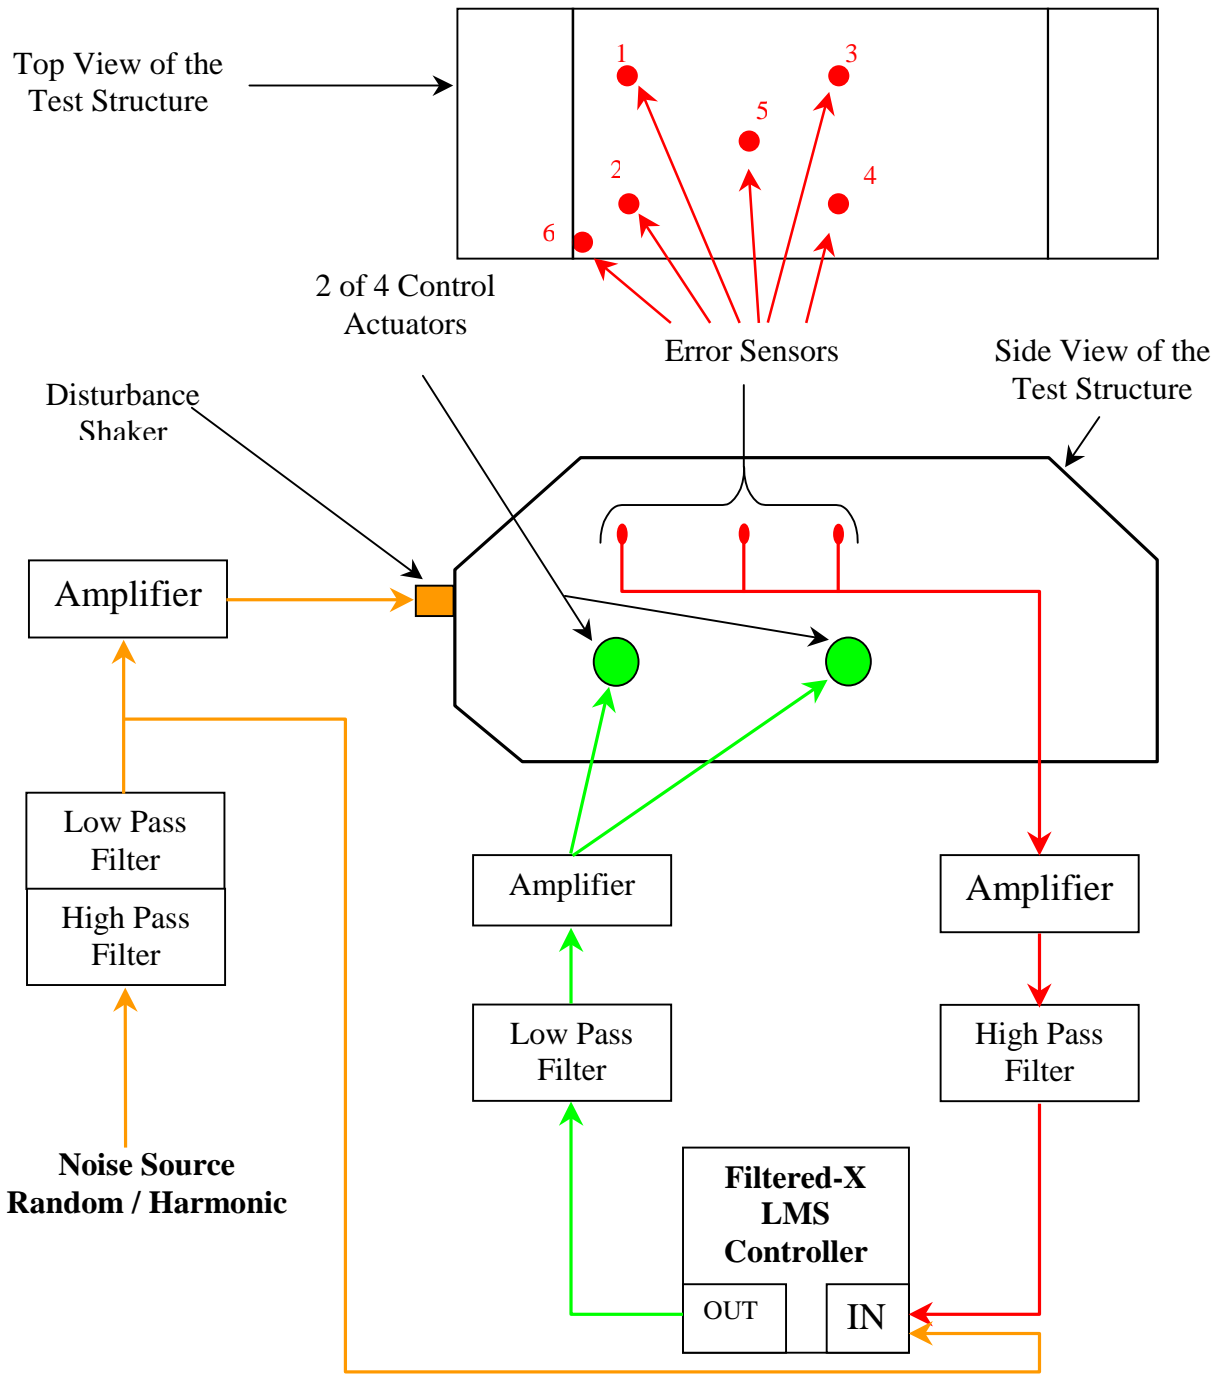 Top View of the
Test Structure
1
3
5
2
4
6
2 of 4 Control
Actuators
Error Sensors
Side View of the
Test Structure
Disturbance
Shaker
Amplifier
Low Pass
Filter
High Pass
Filter
Noise Source
Random / Harmonic
Amplifier
Low Pass
Filter
Amplifier
High Pass
Filter
Filtered-X
LMS
Controller
OUT
IN